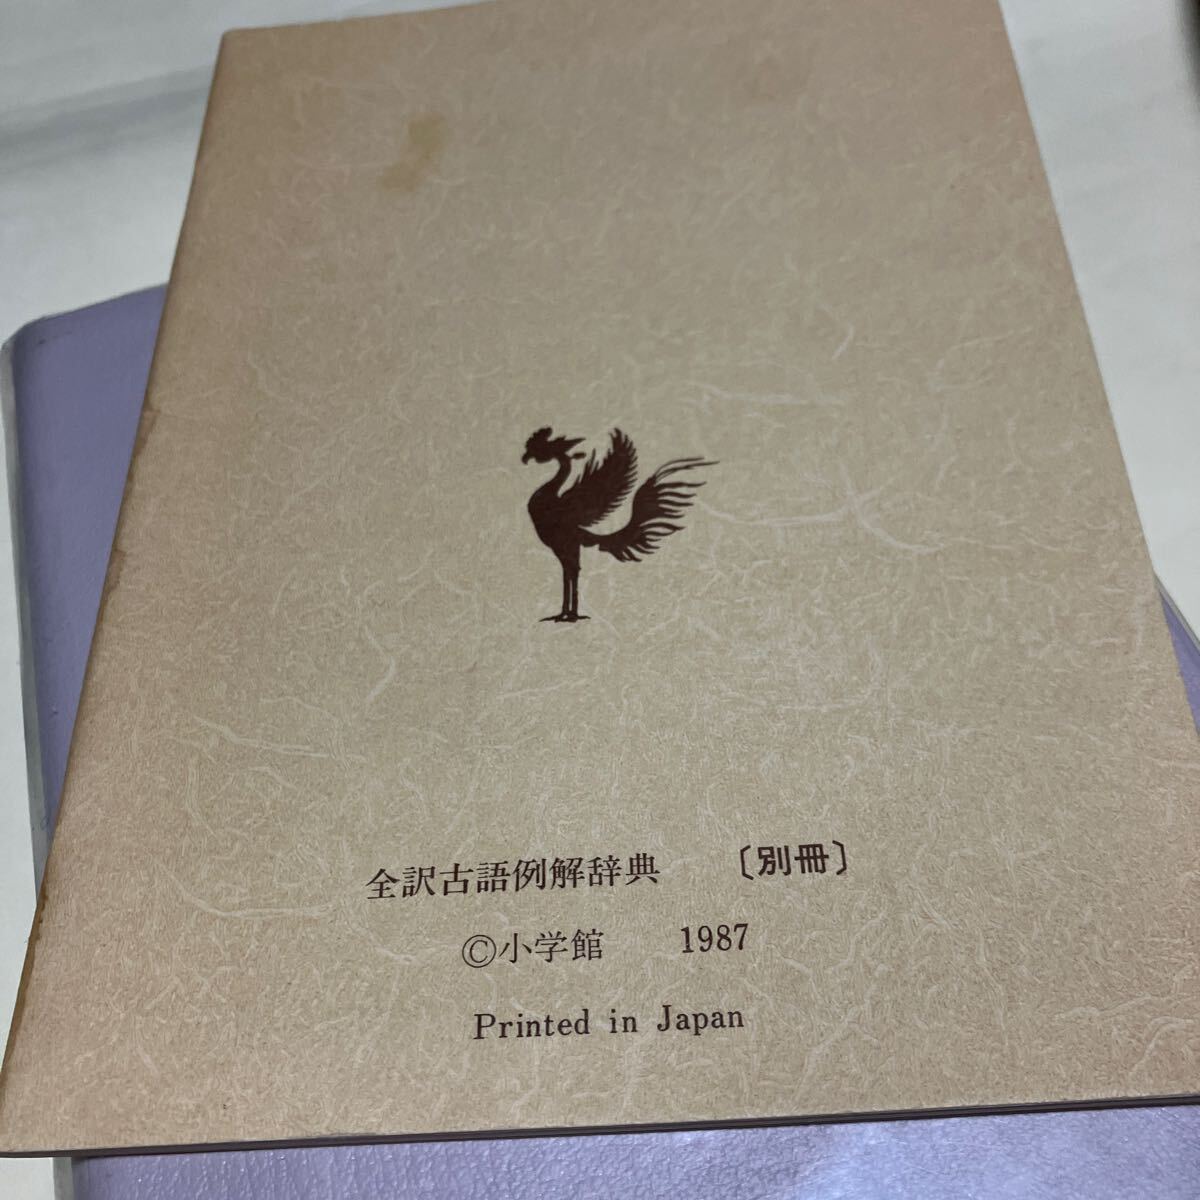 全訳古語例解辞典 〔別冊〕
©小学館 1987
Printed in Japan